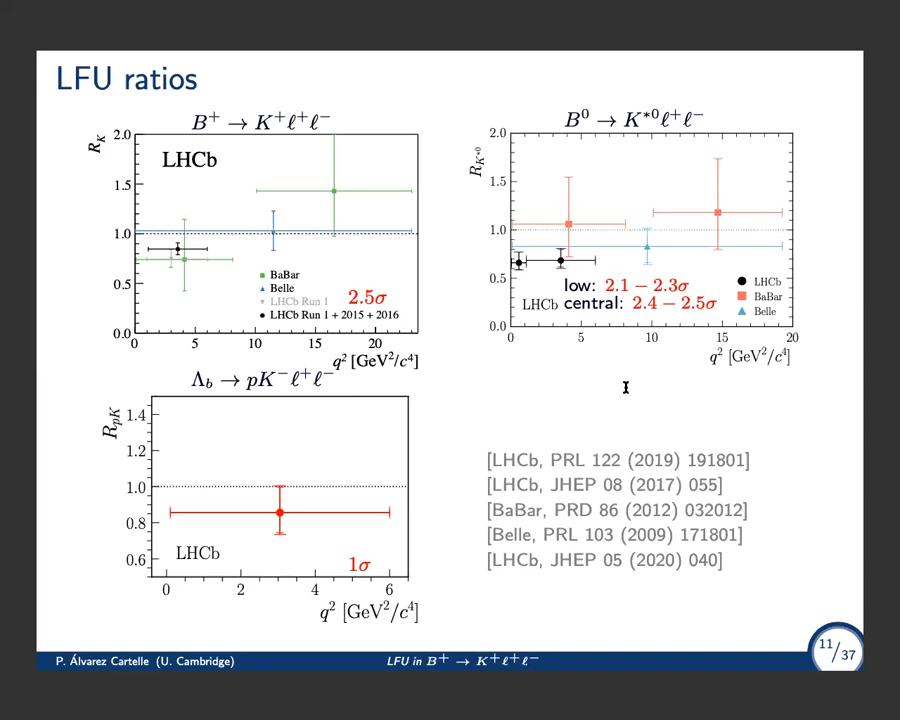 LFU ratios
B⁺ → K⁺ℓ⁺ℓ⁻
R_K
2.0
1.5
1.0
0.5
0.0
LHCb
BaBar
Belle
LHCb Run 1
LHCb Run 1 + 2015 + 2016
2.5σ
0 5 10 15 20
q² [GeV²/c⁴]
B⁰ → K*⁰ℓ⁺ℓ⁻
R_K*⁰
2.0
1.5
1.0
0.5
0.0
low: 2.1 − 2.3σ
LHCb central: 2.4 − 2.5σ
LHCb
BaBar
Belle
0 5 10 15 20
q² [GeV²/c⁴]
Λ_b → pK⁻ℓ⁺ℓ⁻
R_pK
1.4
1.2
1.0
0.8
0.6
LHCb
1σ
0 2 4 6
q² [GeV²/c⁴]
[LHCb, PRL 122 (2019) 191801]
[LHCb, JHEP 08 (2017) 055]
[BaBar, PRD 86 (2012) 032012]
[Belle, PRL 103 (2009) 171801]
[LHCb, JHEP 05 (2020) 040]
P. Álvarez Cartelle (U. Cambridge)
LFU in B⁺ → K⁺ℓ⁺ℓ⁻
11/37